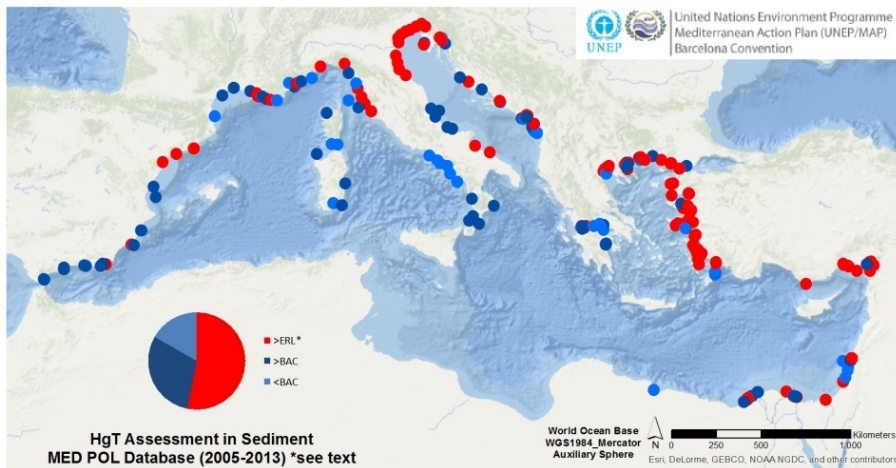 United Nations Environment Programme
Mediterranean Action Plan (UNEP/MAP)
Barcelona Convention
UNEP
MAP
>ERL*
>BAC
<BAC
HgT Assessment in Sediment
MED POL Database (2005-2013) *see text
World Ocean Base
WGS1984_Mercator
Auxiliary Sphere
N
Kilometers
0 250 500 1,000
Esri, DeLorme, GEBCO, NOAA NGDC, and other contributors